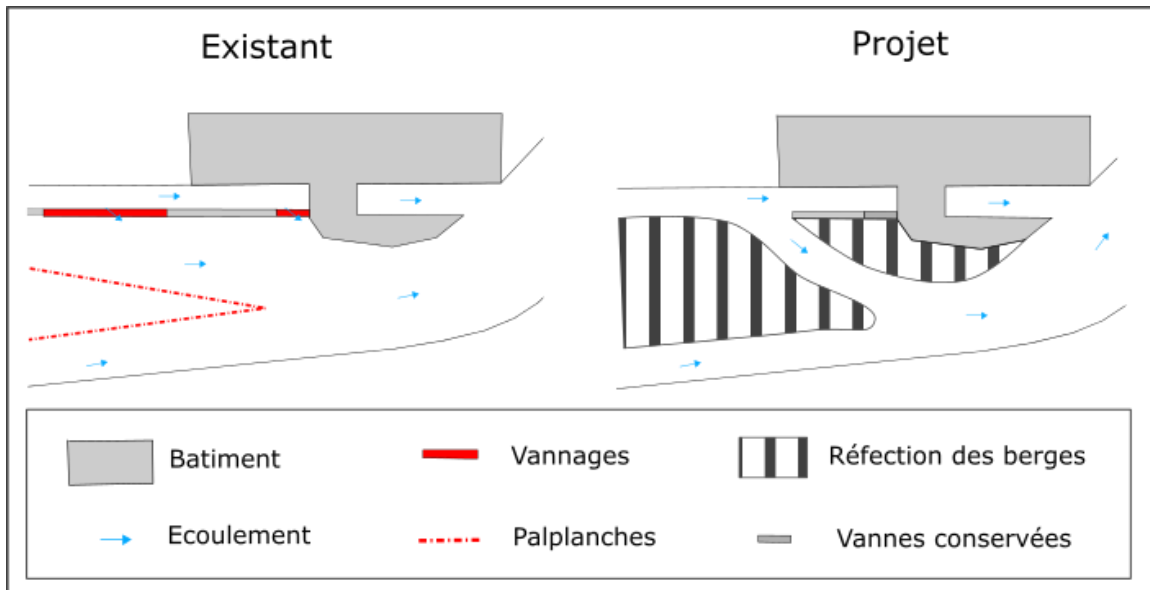 Existant
Projet
Batiment
Vannages
Réfection des berges
Ecoulement
Palplanches
Vannes conservées